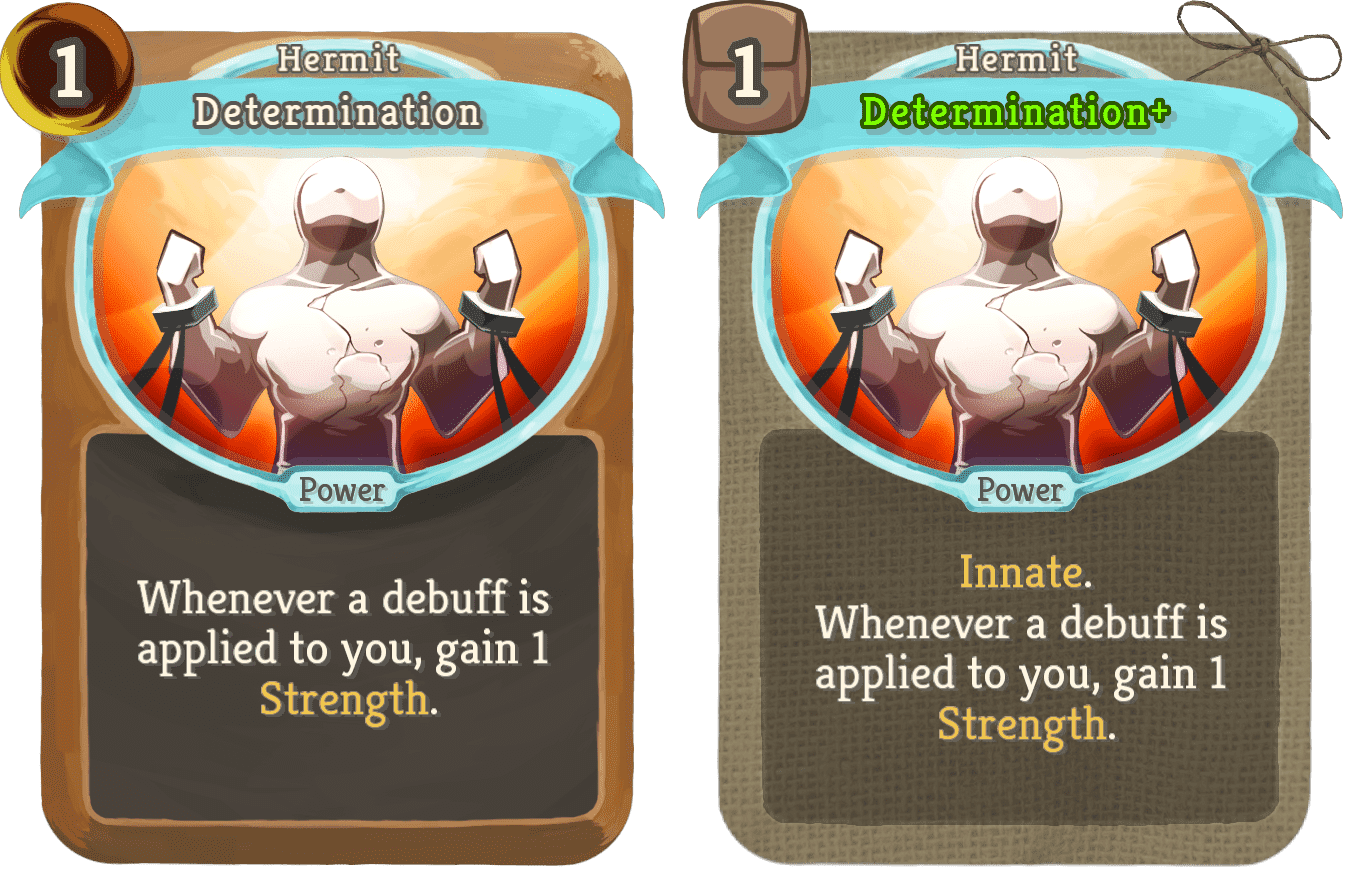 1
Hermit
Determination
Power
Whenever a debuff is
applied to you, gain 1
Strength.
1
Hermit
Determination+
Power
Innate.
Whenever a debuff is
applied to you, gain 1
Strength.